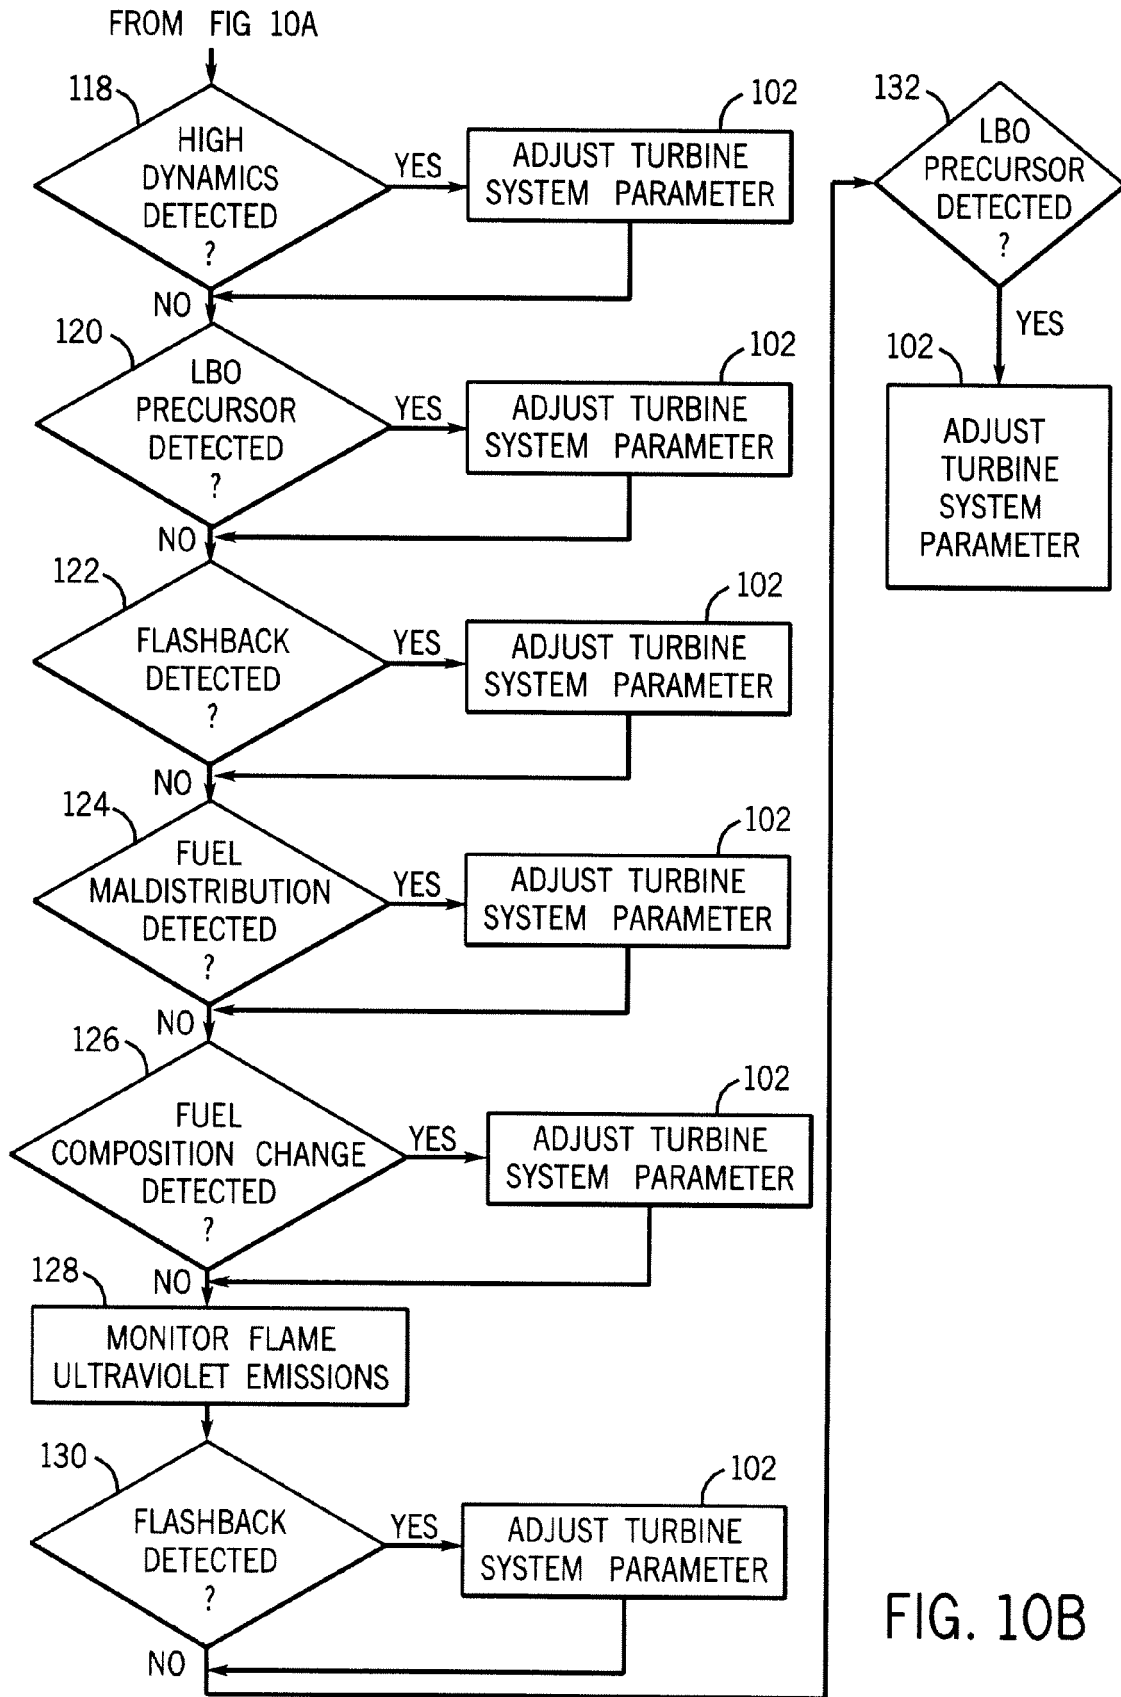 FROM FIG 10A
118
HIGH
DYNAMICS
DETECTED
?
YES
102
ADJUST TURBINE
SYSTEM PARAMETER
NO
120
LBO
PRECURSOR
DETECTED
?
YES
102
ADJUST TURBINE
SYSTEM PARAMETER
NO
122
FLASHBACK
DETECTED
?
YES
102
ADJUST TURBINE
SYSTEM PARAMETER
NO
124
FUEL
MALDISTRIBUTION
DETECTED
?
YES
102
ADJUST TURBINE
SYSTEM PARAMETER
NO
126
FUEL
COMPOSITION CHANGE
DETECTED
?
YES
102
ADJUST TURBINE
SYSTEM PARAMETER
NO
128
MONITOR FLAME
ULTRAVIOLET EMISSIONS
130
FLASHBACK
DETECTED
?
YES
102
ADJUST TURBINE
SYSTEM PARAMETER
NO
132
LBO
PRECURSOR
DETECTED
?
YES
102
ADJUST
TURBINE
SYSTEM
PARAMETER
FIG. 10B